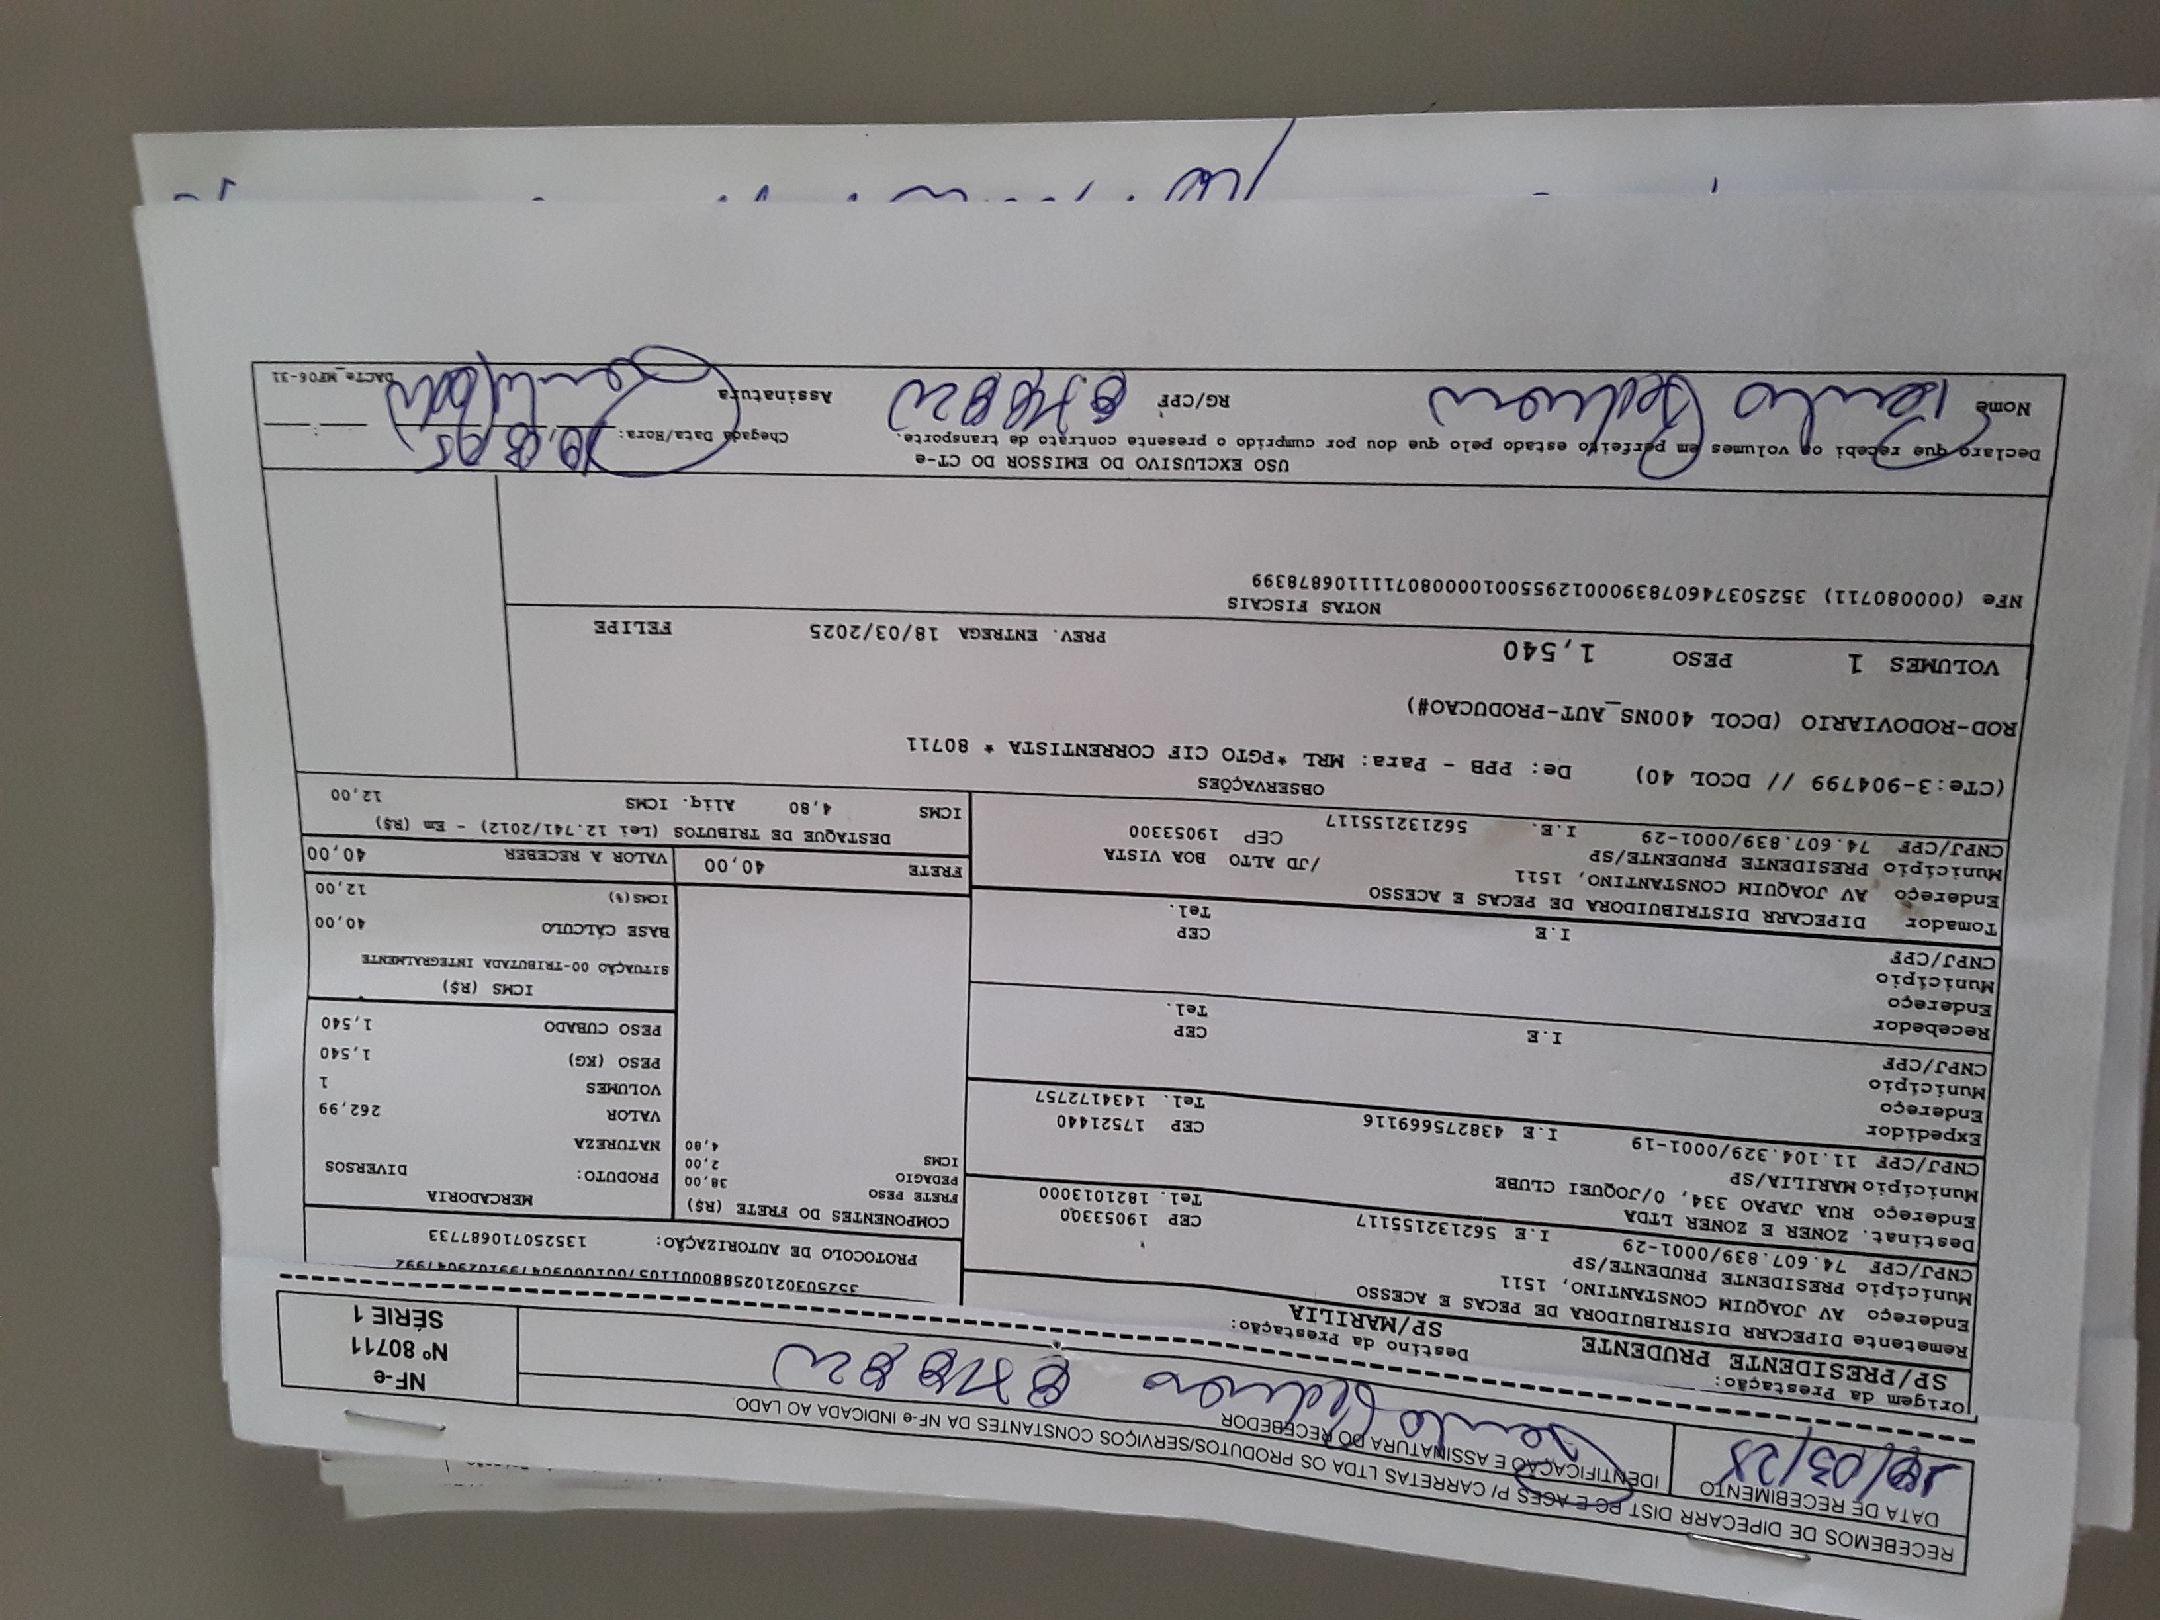 RECEBEMOS DE DIPECARR DIST PC E ACES P/ CARRETAS LTDA OS PRODUTOS/SERVIÇOS CONSTANTES DA NF-e INDICADA AO LADO
DATA DE RECEBIMENTO
IDENTIFICAÇÃO E ASSINATURA DO RECEBEDOR
NF-e
Nº 80711
SÉRIE 1
Origem da Prestação:
SP/PRESIDENTE PRUDENTE
Destino da Prestação:
SP/MARILIA
Remetente DIPECARR DISTRIBUIDORA DE PECAS E ACESSO
Endereço AV JOAQUIM CONSTANTINO, 1511
Município PRESIDENTE PRUDENTE/SP CEP 19053300
CNPJ/CPF 74.607.839/0001-29 I.E 562132155117 Tel. 1821013000
Destinat. ZONER E ZONER LTDA
Endereço RUA JAPAO 334, 0/JOQUEI CLUBE
Município MARILIA/SP CEP 17521440
CNPJ/CPF 11.104.329/0001-19 I.E 438275669116 Tel. 1434172757
Expedidor
Endereço
Município CEP
CNPJ/CPF I.E Tel.
Recebedor
Endereço
Município CEP
CNPJ/CPF I.E Tel.
Tomador DIPECARR DISTRIBUIDORA DE PECAS E ACESSO
Endereço AV JOAQUIM CONSTANTINO, 1511 /JD ALTO BOA VISTA
Município PRESIDENTE PRUDENTE/SP CEP 19053300
CNPJ/CPF 74.607.839/0001-29 I.E. 562132155117
PROTOCOLO DE AUTORIZAÇÃO: 135250710687733
COMPONENTES DO FRETE (R$)
FRETE PESO 38,00
PEDAGIO 2,00
ICMS 4,80
MERCADORIA
PRODUTO: DIVERSOS
NATUREZA
VALOR 262,99
VOLUMES 1
PESO (KG) 1,540
PESO CUBADO 1,540
ICMS (R$)
SITUAÇÃO 00-TRIBUTADA INTEGRALMENTE
BASE CÁLCULO 40,00
ICMS(%) 12,00
FRETE 40,00
VALOR A RECEBER 40,00
DESTAQUE DE TRIBUTOS (Lei 12.741/2012) - Em (R$)
ICMS 4,80 Aliq. ICMS 12,00
OBSERVAÇÕES
(CTe:3-904799 // DCOL 40) De: PPB - Para: MRL *PGTO CIF CORRENTISTA * 80711
ROD-RODOVIARIO (DCOL 400NS_AUT-PRODUCAO#)
VOLUMES 1 PESO 1,540 PREV. ENTREGA 18/03/2025 FELIPE
NOTAS FISCAIS
NFe (000080711) 35250374607839000129550010000807111106878399
USO EXCLUSIVO DO EMISSOR DO CT-e
Declaro que recebi os volumes em perfeito estado pelo que dou por cumprido o presente contrato de transporte.
Chegada Data/Hora:
Nome
RG/CPF
Assinatura
DACTe_MF06-31